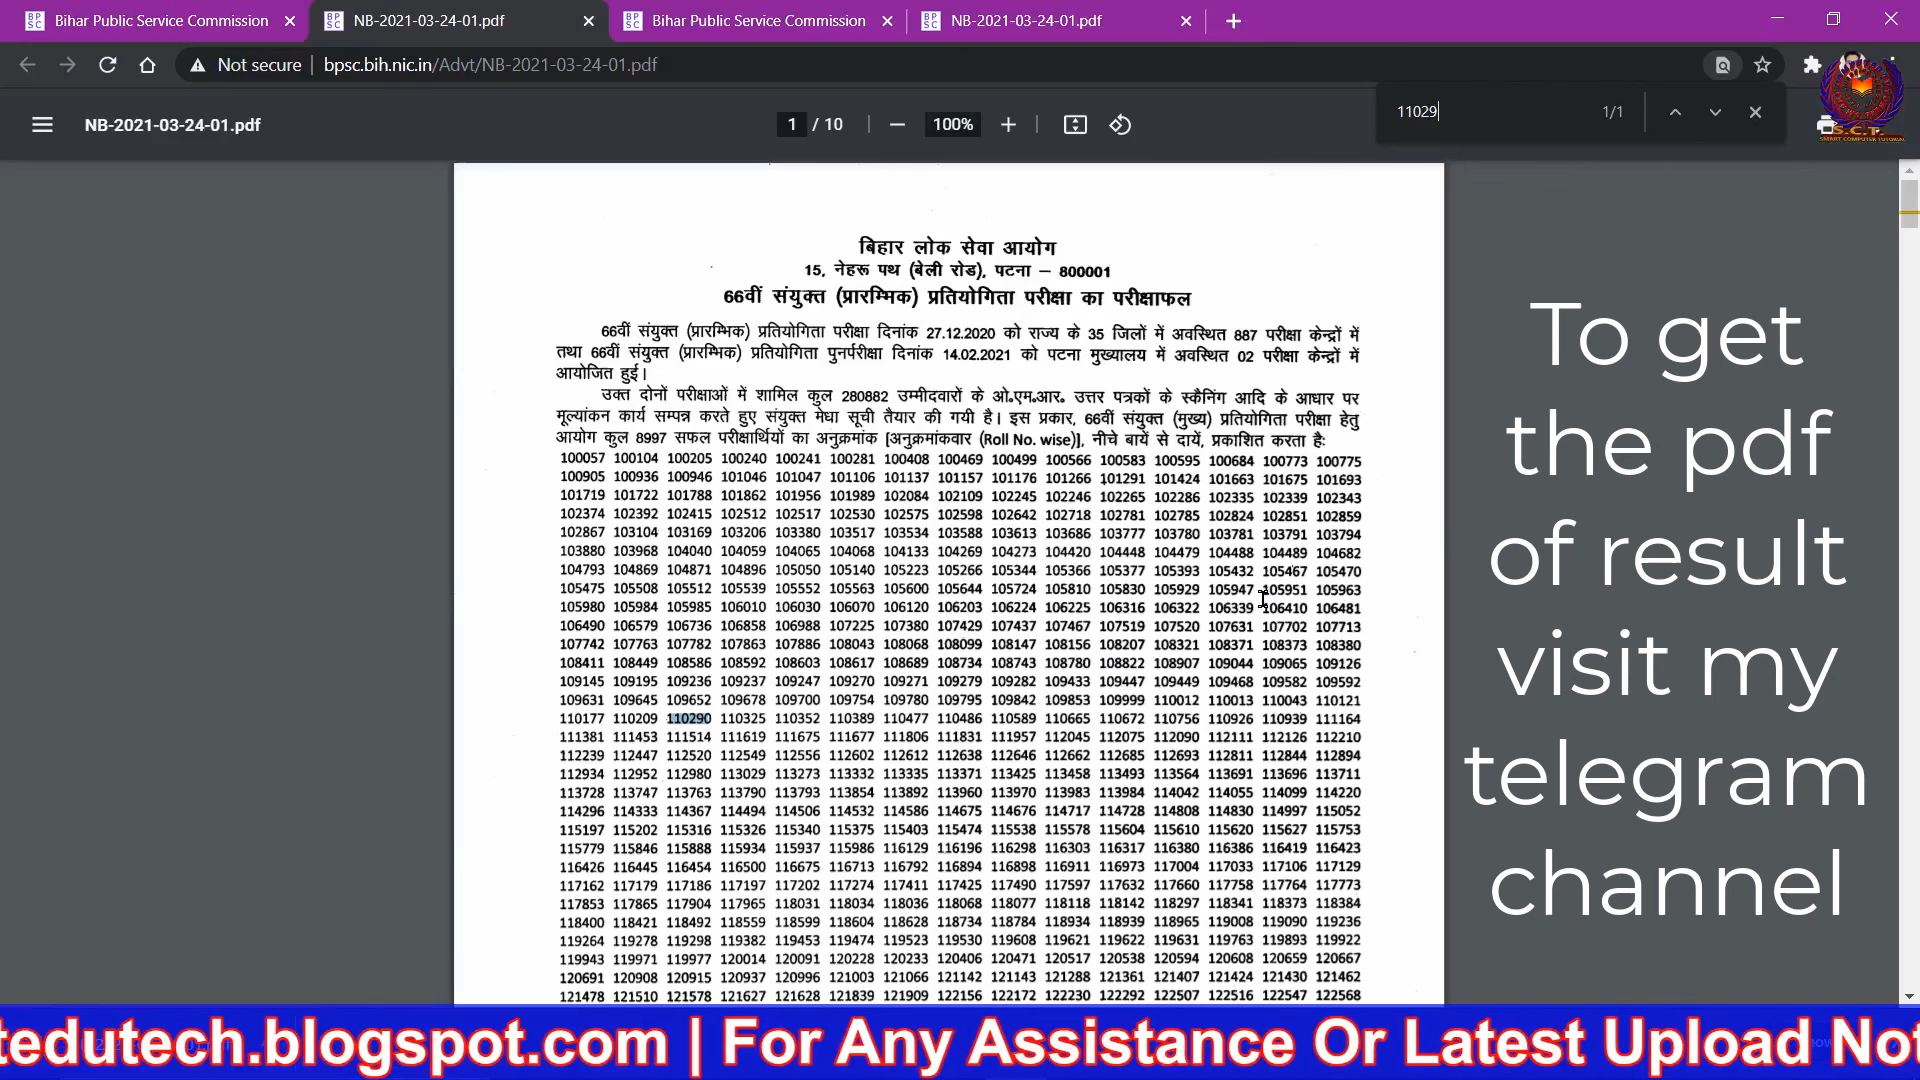 Bihar Public Service Commission
NB-2021-03-24-01.pdf
Bihar Public Service Commission
NB-2021-03-24-01.pdf
Not secure | bpsc.bih.nic.in/Advt/NB-2021-03-24-01.pdf
11029 1/1
NB-2021-03-24-01.pdf
1 / 10
100%
S.C.T.
SMART COMPUTER TUTORIAL
बिहार लोक सेवा आयोग
15, नेहरू पथ (बेली रोड), पटना – 800001
66वीं संयुक्त (प्रारम्भिक) प्रतियोगिता परीक्षा का परीक्षाफल
66वीं संयुक्त (प्रारम्भिक) प्रतियोगिता परीक्षा दिनांक 27.12.2020 को राज्य के 35 जिलों में अवस्थित 887 परीक्षा केन्द्रों में
तथा 66वीं संयुक्त (प्रारम्भिक) प्रतियोगिता पुनर्परीक्षा दिनांक 14.02.2021 को पटना मुख्यालय में अवस्थित 02 परीक्षा केन्द्रों में
आयोजित हुई।
उक्त दोनों परीक्षाओं में शामिल कुल 280882 उम्मीदवारों के ओ॰एम॰आर॰ उत्तर पत्रकों के स्कैनिंग आदि के आधार पर
मूल्यांकन कार्य सम्पन्न करते हुए संयुक्त मेधा सूची तैयार की गयी है। इस प्रकार, 66वीं संयुक्त (मुख्य) प्रतियोगिता परीक्षा हेतु
आयोग कुल 8997 सफल परीक्षार्थियों का अनुक्रमांक [अनुक्रमांकवार (Roll No. wise)], नीचे बायें से दायें, प्रकाशित करता हैः
100057 100104 100205 100240 100241 100281 100408 100469 100499 100566 100583 100595 100684 100773 100775
100905 100936 100946 101046 101047 101106 101137 101157 101176 101266 101291 101424 101663 101675 101693
101719 101722 101788 101862 101956 101989 102084 102109 102245 102246 102265 102286 102335 102339 102343
102374 102392 102415 102512 102517 102530 102575 102598 102642 102718 102781 102785 102824 102851 102859
102867 103104 103169 103206 103380 103517 103534 103588 103613 103686 103777 103780 103781 103791 103794
103880 103968 104040 104059 104065 104068 104133 104269 104273 104420 104448 104479 104488 104489 104682
104793 104869 104871 104896 105050 105140 105223 105266 105344 105366 105377 105393 105432 105467 105470
105475 105508 105512 105539 105552 105563 105600 105644 105724 105810 105830 105929 105947 105951 105963
105980 105984 105985 106010 106030 106070 106120 106203 106224 106225 106316 106322 106339 106410 106481
106490 106579 106736 106858 106988 107225 107380 107429 107437 107467 107519 107520 107631 107702 107713
107742 107763 107782 107863 107886 108043 108068 108099 108147 108156 108207 108321 108371 108373 108380
108411 108449 108586 108592 108603 108617 108689 108734 108743 108780 108822 108907 109044 109065 109126
109145 109195 109236 109237 109247 109270 109271 109279 109282 109433 109447 109449 109468 109582 109592
109631 109645 109652 109678 109700 109754 109780 109795 109842 109853 109999 110012 110013 110043 110121
110177 110209 110290 110325 110352 110389 110477 110486 110589 110665 110672 110756 110926 110939 111164
111381 111453 111514 111619 111675 111677 111806 111831 111957 112045 112075 112090 112111 112126 112210
112239 112447 112520 112549 112556 112602 112612 112638 112646 112662 112685 112693 112811 112844 112894
112934 112952 112980 113029 113273 113332 113335 113371 113425 113458 113493 113564 113691 113696 113711
113728 113747 113763 113790 113793 113854 113892 113960 113970 113983 113984 114042 114055 114099 114220
114296 114333 114367 114494 114506 114532 114586 114675 114676 114717 114728 114808 114830 114997 115052
115197 115202 115316 115326 115340 115375 115403 115474 115538 115578 115604 115610 115620 115627 115753
115779 115846 115888 115934 115937 115986 116129 116196 116298 116303 116317 116380 116386 116419 116423
116426 116445 116454 116500 116675 116713 116792 116894 116898 116911 116973 117004 117033 117106 117129
117162 117179 117186 117197 117202 117274 117411 117425 117490 117597 117632 117660 117758 117764 117773
117853 117865 117904 117965 118031 118034 118036 118068 118077 118118 118142 118297 118341 118373 118384
118400 118421 118492 118559 118599 118604 118628 118734 118784 118934 118939 118965 119008 119090 119236
119264 119278 119298 119382 119453 119474 119523 119530 119608 119621 119622 119631 119763 119893 119922
119943 119971 119977 120014 120091 120228 120233 120406 120471 120517 120538 120594 120608 120659 120667
120691 120908 120915 120937 120996 121003 121066 121142 121143 121288 121361 121407 121424 121430 121462
121478 121510 121578 121627 121628 121839 121909 122156 122172 122230 122292 122507 122516 122547 122568
To get
the pdf
of result
visit my
telegram
channel
tedutech.blogspot.com | For Any Assistance Or Latest Upload Not